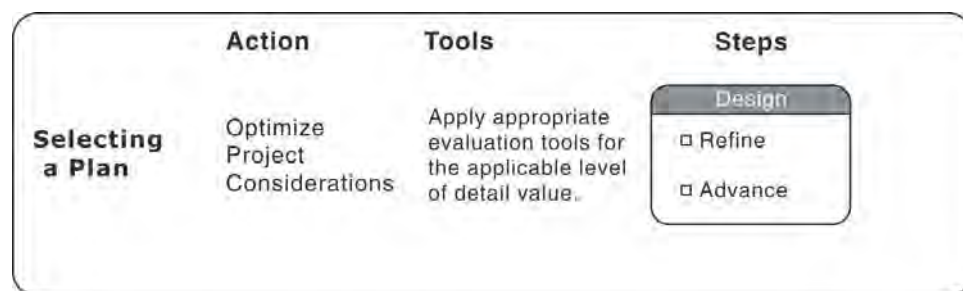 Action Tools Steps
Selecting
a Plan
Optimize
Project
Considerations
Apply appropriate
evaluation tools for
the applicable level
of detail value.
Design
□ Refine
□ Advance